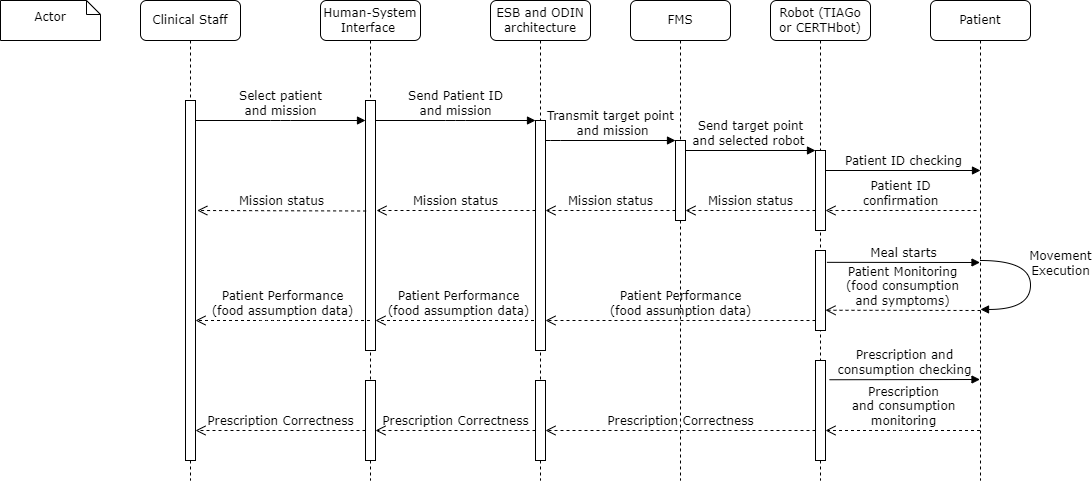 Actor
Clinical Staff
Human-System
Interface
ESB and ODIN
architecture
FMS
Robot (TIAGo
or CERTHbot)
Patient
Select patient
and mission
Send Patient ID
and mission
Transmit target point
and mission
Send target point
and selected robot
Patient ID checking
Patient ID
confirmation
Mission status
Mission status
Mission status
Mission status
Meal starts
Movement
Execution
Patient Monitoring
(food consumption
and symptoms)
Patient Performance
(food assumption data)
Patient Performance
(food assumption data)
Patient Performance
(food assumption data)
Prescription and
consumption checking
Prescription
and consumption
monitoring
Prescription Correctness
Prescription Correctness
Prescription Correctness